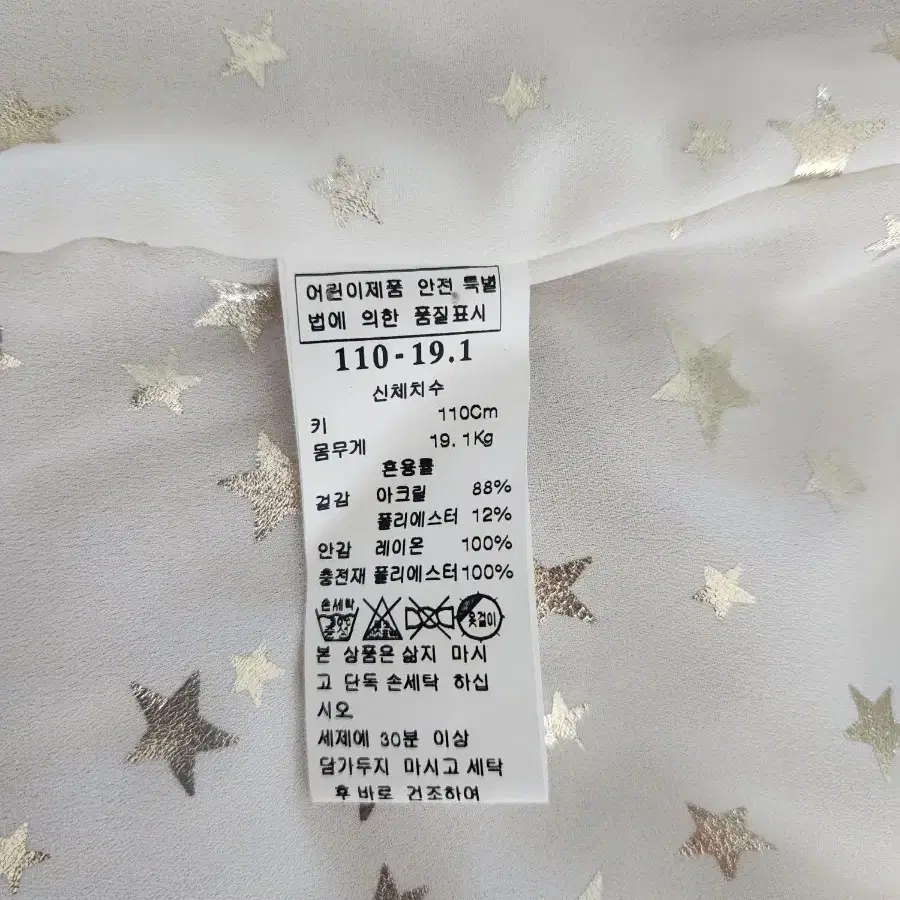 어린이제품 안전 특별
법에 의한 품질표시
110-19.1
신체치수
키 110Cm
몸무게 19.1Kg
혼용률
겉감 아크릴 88%
폴리에스터 12%
안감 레이온 100%
충전재 폴리에스터 100%
손세탁 옷걸이
본 상품은 삶지 마시
고 단독 손세탁 하십
시오
세제에 30분 이상
담가두지 마시고 세탁
후 바로 건조하여